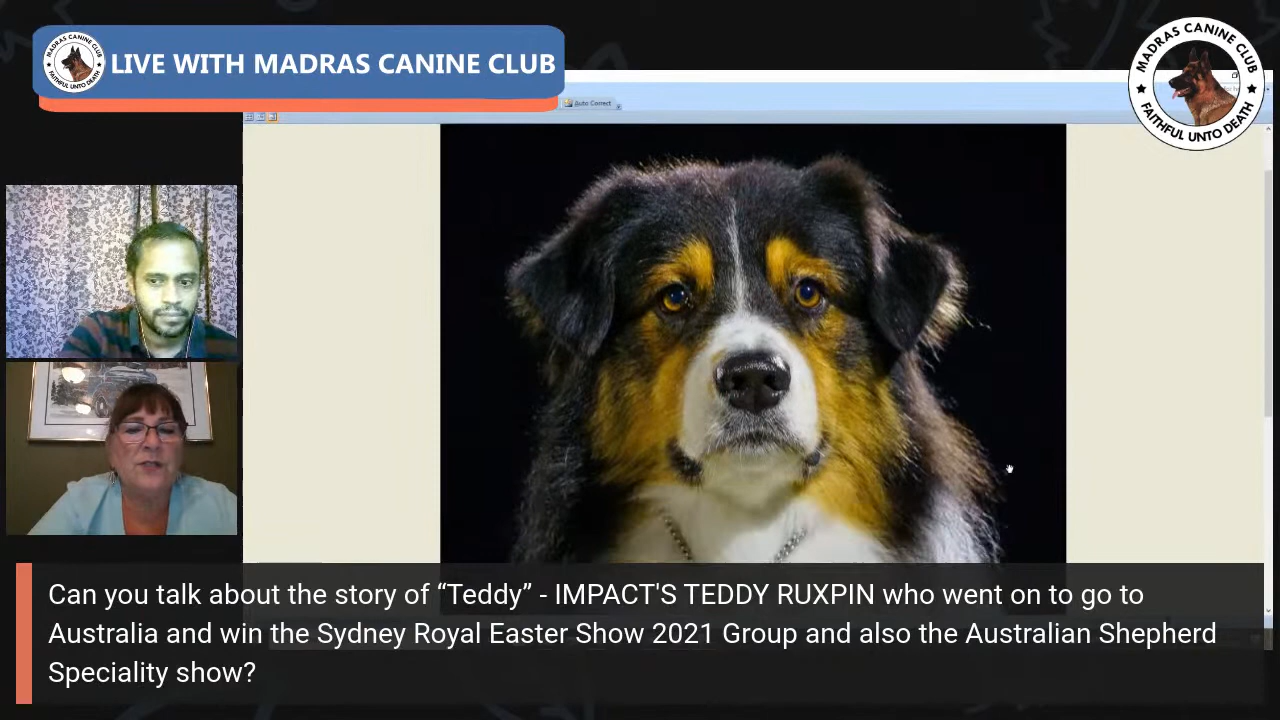 LIVE WITH MADRAS CANINE CLUB
MADRAS CANINE CLUB
FAITHFUL UNTO DEATH
MADRAS CANINE CLUB
FAITHFUL UNTO DEATH
Auto Correct
Can you talk about the story of “Teddy” - IMPACT'S TEDDY RUXPIN who went on to go to
Australia and win the Sydney Royal Easter Show 2021 Group and also the Australian Shepherd
Speciality show?